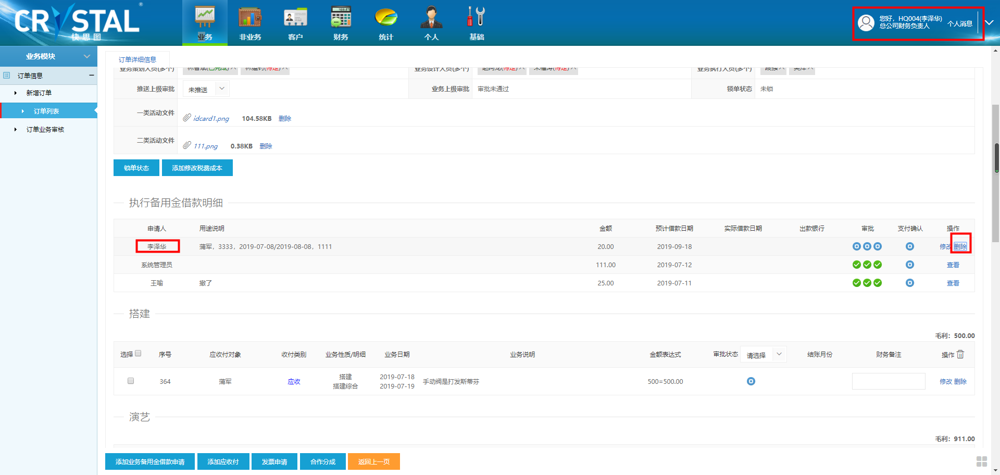 CRYSTAL®
快思图
业务
非业务
客户
财务
统计
个人
基础
您好，HQ004(李泽华)
总公司财务负责人
个人消息
业务模块
订单信息
新增订单
订单列表
订单业务审核
订单详细信息
业务策划人员(多个)
业务设计人员(多个)
业务执行人员(多个)
推送上级审批
未推送
业务上级审批
审批未通过
锁单状态
未锁
一类活动文件
idcard1.png 104.58KB 删除
二类活动文件
111.png 0.38KB 删除
锁单状态
添加修改税费成本
执行备用金借款明细
申请人 用途说明 金额 预计借款日期 实际借款日期 出款银行 审批 支付确认 操作
李泽华 蒲军，3333，2019-07-08/2019-08-08，1111 20.00 2019-09-18 修改 删除
系统管理员 111.00 2019-07-12 查看
王喻 撤了 25.00 2019-07-11 查看
搭建
毛利：500.00
选择 序号 应收付对象 收付类别 业务性质/明细 业务日期 业务说明 金额表达式 审批状态 请选择 结账月份 财务备注 操作
364 蒲军 应收 搭建 搭建综合 2019-07-18 2019-07-19 手动阀是打发斯蒂芬 500=500.00 修改 删除
演艺
毛利：911.00
添加业务备用金借款申请
添加应收付
发票申请
合作分成
返回上一页